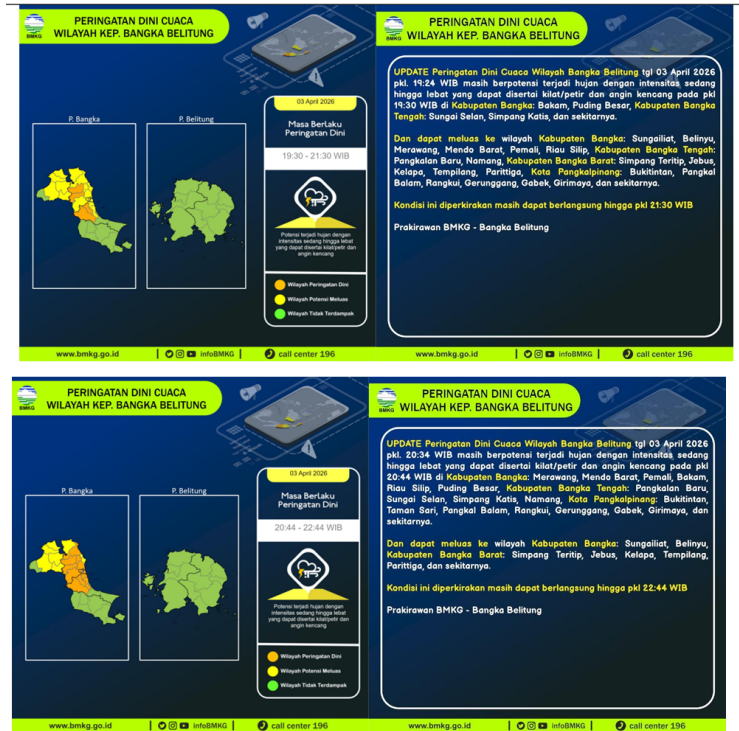 PERINGATAN DINI CUACA
WILAYAH KEP. BANGKA BELITUNG
BMKG
03 April 2026
Masa Berlaku
Peringatan Dini
19:30 - 21:30 WIB
P. Bangka
P. Belitung
Potensi terjadi hujan dengan
intensitas sedang hingga lebat
yang dapat disertai kilat/petir dan
angin kencang
Wilayah Peringatan Dini
Wilayah Potensi Meluas
Wilayah Tidak Terdampak
www.bmkg.go.id
infoBMKG
call center 196
PERINGATAN DINI CUACA
WILAYAH KEP. BANGKA BELITUNG
BMKG
UPDATE Peringatan Dini Cuaca Wilayah Bangka Belitung tgl 03 April 2026
pkl. 19:24 WIB masih berpotensi terjadi hujan dengan intensitas sedang
hingga lebat yang dapat disertai kilat/petir dan angin kencang pada pkl
19:30 WIB di Kabupaten Bangka: Bakam, Puding Besar, Kabupaten Bangka
Tengah: Sungai Selan, Simpang Katis, dan sekitarnya.
Dan dapat meluas ke wilayah Kabupaten Bangka: Sungailiat, Belinyu,
Merawang, Mendo Barat, Pemali, Riau Silip, Kabupaten Bangka Tengah:
Pangkalan Baru, Namang, Kabupaten Bangka Barat: Simpang Teritip, Jebus,
Kelapa, Tempilang, Parittiga, Kota Pangkalpinang: Bukitintan, Pangkal
Balam, Rangkui, Gerunggang, Gabek, Girimaya, dan sekitarnya.
Kondisi ini diperkirakan masih dapat berlangsung hingga pkl 21:30 WIB
Prakirawan BMKG - Bangka Belitung
www.bmkg.go.id
infoBMKG
call center 196
PERINGATAN DINI CUACA
WILAYAH KEP. BANGKA BELITUNG
BMKG
03 April 2026
Masa Berlaku
Peringatan Dini
20:44 - 22:44 WIB
P. Bangka
P. Belitung
Potensi terjadi hujan dengan
intensitas sedang hingga lebat
yang dapat disertai kilat/petir dan
angin kencang
Wilayah Peringatan Dini
Wilayah Potensi Meluas
Wilayah Tidak Terdampak
www.bmkg.go.id
infoBMKG
call center 196
PERINGATAN DINI CUACA
WILAYAH KEP. BANGKA BELITUNG
BMKG
UPDATE Peringatan Dini Cuaca Wilayah Bangka Belitung tgl 03 April 2026
pkl. 20:34 WIB masih berpotensi terjadi hujan dengan intensitas sedang
hingga lebat yang dapat disertai kilat/petir dan angin kencang pada pkl
20:44 WIB di Kabupaten Bangka: Merawang, Mendo Barat, Pemali, Bakam,
Riau Silip, Puding Besar, Kabupaten Bangka Tengah: Pangkalan Baru,
Sungai Selan, Simpang Katis, Namang, Kota Pangkalpinang: Bukitintan,
Taman Sari, Pangkal Balam, Rangkui, Gerunggang, Gabek, Girimaya, dan
sekitarnya.
Dan dapat meluas ke wilayah Kabupaten Bangka: Sungailiat, Belinyu,
Kabupaten Bangka Barat: Simpang Teritip, Jebus, Kelapa, Tempilang,
Parittiga, dan sekitarnya.
Kondisi ini diperkirakan masih dapat berlangsung hingga pkl 22:44 WIB
Prakirawan BMKG - Bangka Belitung
www.bmkg.go.id
infoBMKG
call center 196